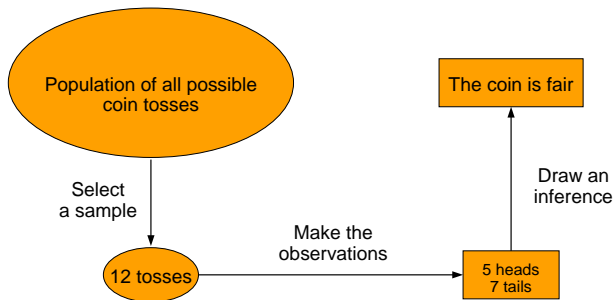 Population of all possible
coin tosses
The coin is fair
Select
a sample
Draw an
inference
Make the
observations
12 tosses
5 heads
7 tails